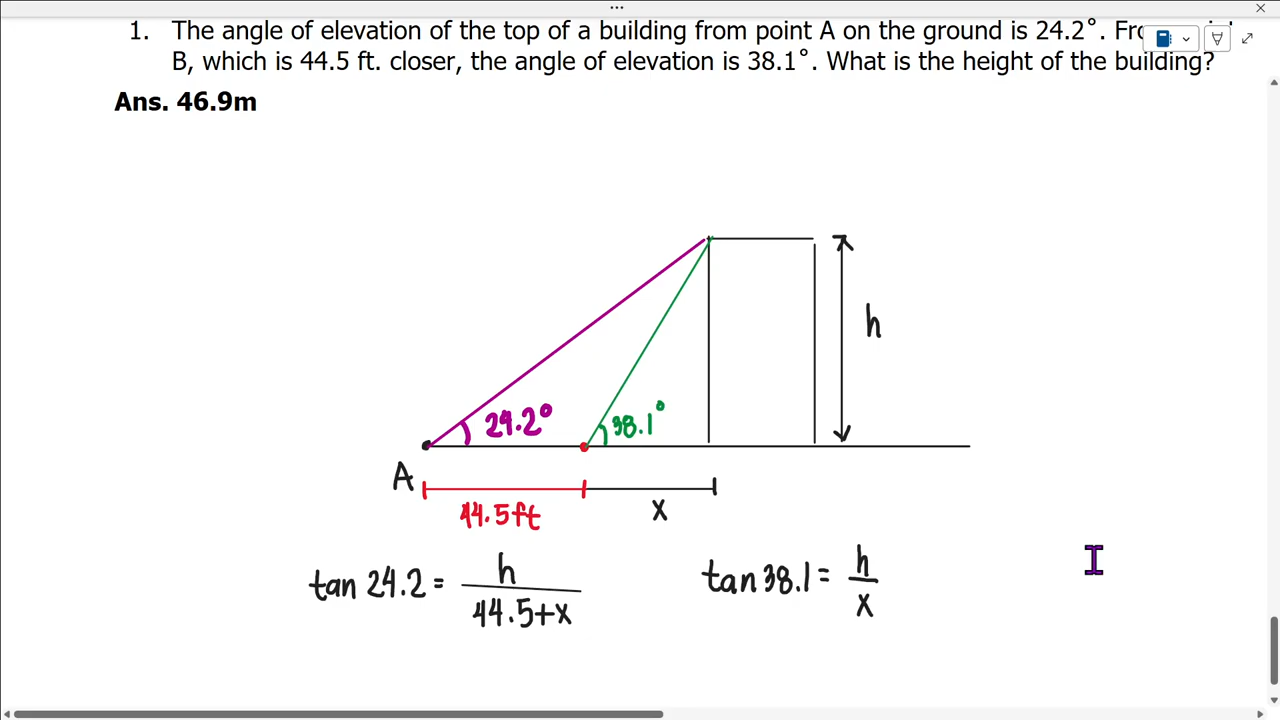 1. The angle of elevation of the top of a building from point A on the ground is 24.2°.
B, which is 44.5 ft. closer, the angle of elevation is 38.1°. What is the height of the building?
Ans. 46.9m
h
24.2°
38.1°
A
44.5ft
x
tan 24.2 = h / 44.5+x
tan 38.1 = h / x